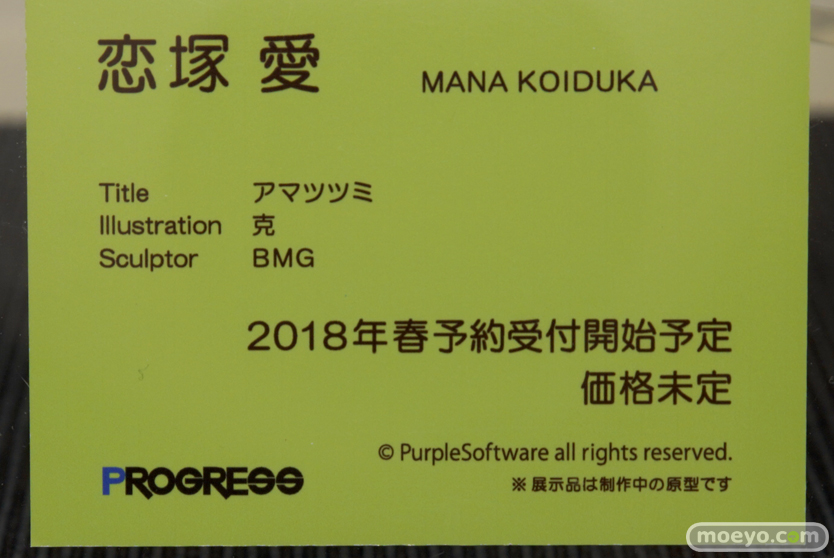 恋塚 愛 MANA KOIDUKA
Title アマツツミ
Illustration 克
Sculptor BMG
2018年春予約受付開始予定
価格未定
© PurpleSoftware all rights reserved.
PROGRESS ※展示品は制作中の原型です
moeyo.com